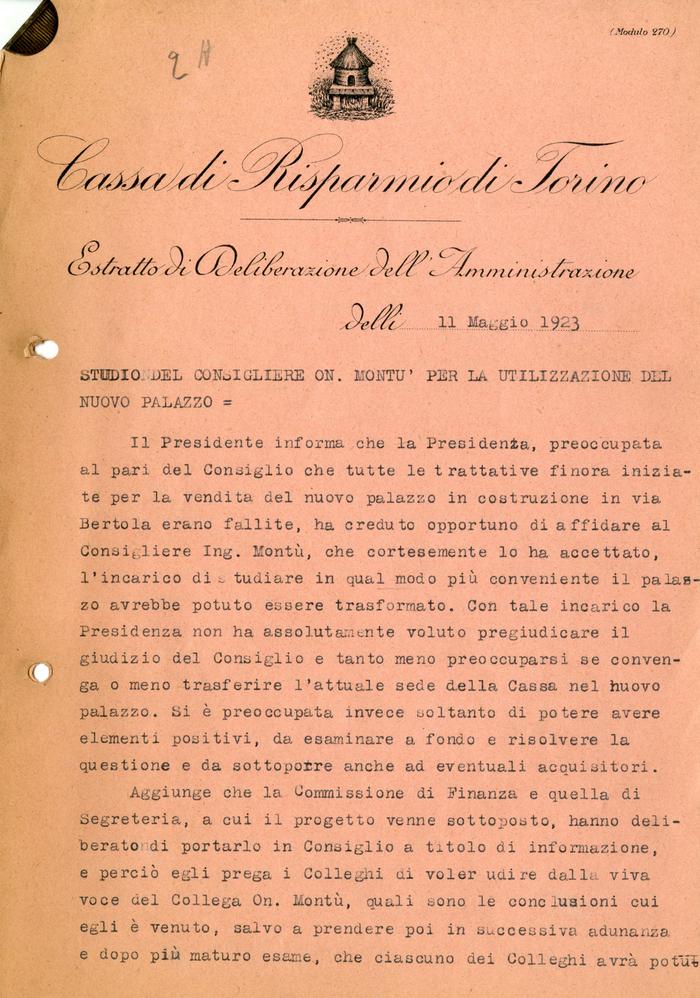 (Modulo 270)
2 H
Cassa di Risparmio di Torino
Estratto di Deliberazione dell'Amministrazione
delli 11 Maggio 1923
STUDIO DEL CONSIGLIERE ON. MONTU' PER LA UTILIZZAZIONE DEL
NUOVO PALAZZO =
Il Presidente informa che la Presidenza, preoccupata
al pari del Consiglio che tutte le trattative finora inizia-
te per la vendita del nuovo palazzo in costruzione in via
Bertola erano fallite, ha creduto opportuno di affidare al
Consigliere Ing. Montù, che cortesemente lo ha accettato,
l'incarico di studiare in qual modo più conveniente il palaz-
zo avrebbe potuto essere trasformato. Con tale incarico la
Presidenza non ha assolutamente voluto pregiudicare il
giudizio del Consiglio e tanto meno preoccuparsi se conven-
ga o meno trasferire l'attuale sede della Cassa nel nuovo
palazzo. Si è preoccupata invece soltanto di potere avere
elementi positivi, da esaminare a fondo e risolvere la
questione e da sottoporre anche ad eventuali acquisitori.
Aggiunge che la Commissione di Finanza e quella di
Segreteria, a cui il progetto venne sottoposto, hanno deli-
berato di portarlo in Consiglio a titolo di informazione,
e perciò egli prega i Colleghi di voler udire dalla viva
voce del Collega On. Montù, quali sono le conclusioni cui
egli è venuto, salvo a prendere poi in successiva adunanza
e dopo più maturo esame, che ciascuno dei Colleghi avrà potut